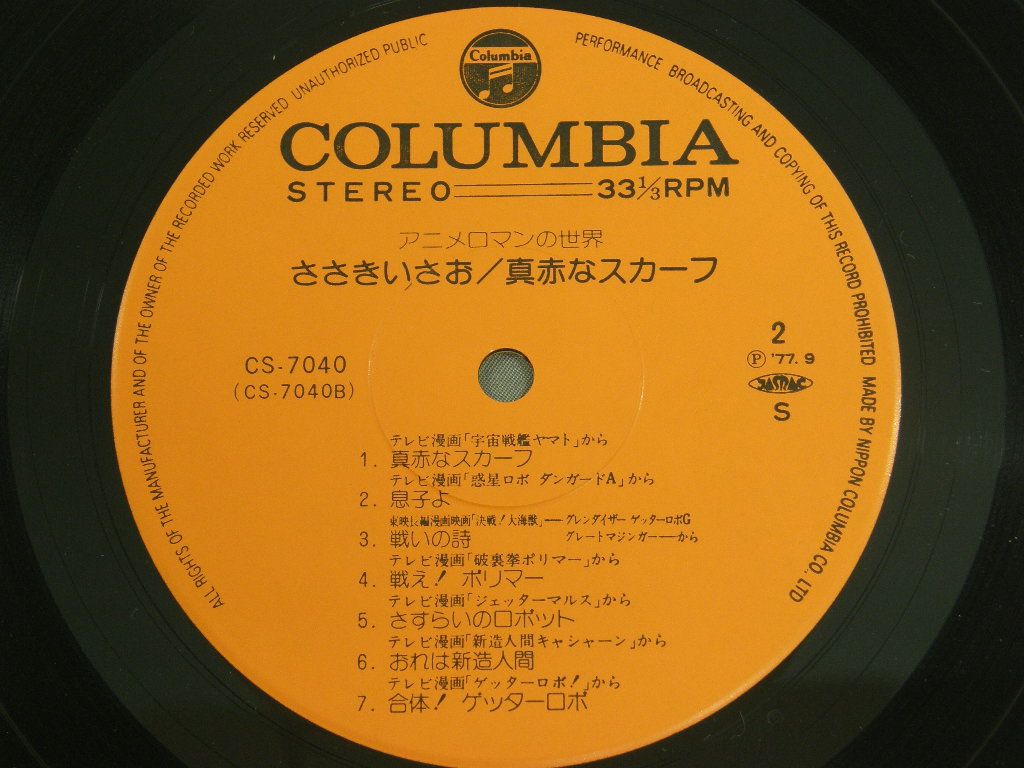 ALL RIGHTS OF THE MANUFACTURER AND OF THE OWNER OF THE RECORDED WORK RESERVED UNAUTHORIZED PUBLIC PERFORMANCE BROADCASTING AND COPYING OF THIS RECORD PROHIBITED MADE BY NIPPON COLUMBIA CO. LTD
Columbia
COLUMBIA
STEREO 33 1/3 RPM
アニメロマンの世界
ささきいさお/真赤なスカーフ
CS-7040
(CS-7040B)
2
Ⓟ '77. 9
JASRAC
S
テレビ漫画「宇宙戦艦ヤマト」から
1. 真赤なスカーフ
テレビ漫画「惑星ロボ ダンガードA」から
2. 息子よ
東映長編漫画映画「決戦!大海獣」──グレンダイザー ゲッターロボG
グレートマジンガー──から
3. 戦いの詩
テレビ漫画「破裏拳ポリマー」から
4. 戦え! ポリマー
テレビ漫画「ジェッターマルス」から
5. さすらいのロボット
テレビ漫画「新造人間キャシャーン」から
6. おれは新造人間
テレビ漫画「ゲッターロボ!」から
7. 合体! ゲッターロボ